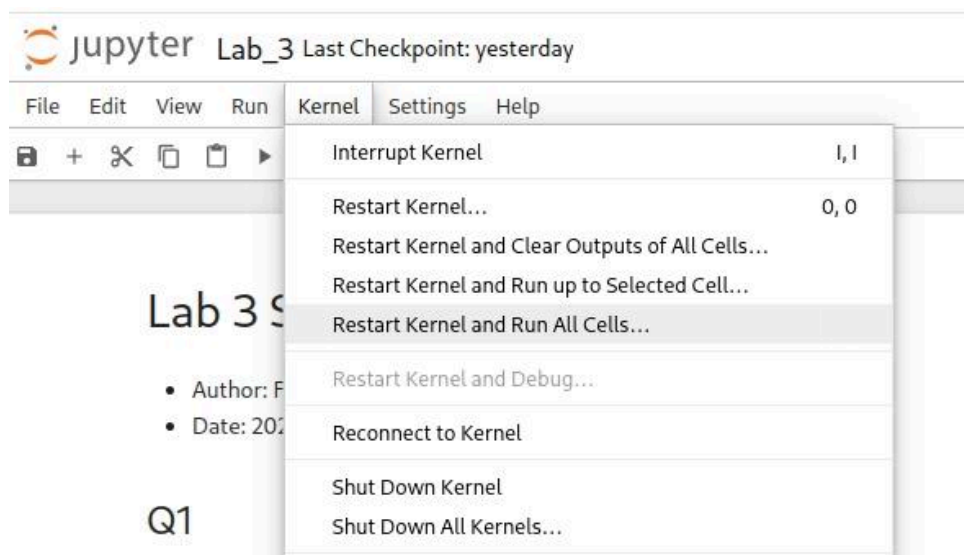 Jupyter Lab_3 Last Checkpoint: yesterday
File Edit View Run Kernel Settings Help
Interrupt Kernel I, I
Restart Kernel... 0, 0
Restart Kernel and Clear Outputs of All Cells...
Restart Kernel and Run up to Selected Cell...
Lab 3 S
Restart Kernel and Run All Cells...
Restart Kernel and Debug...
Author: F
Date: 202
Reconnect to Kernel
Shut Down Kernel
Q1
Shut Down All Kernels...